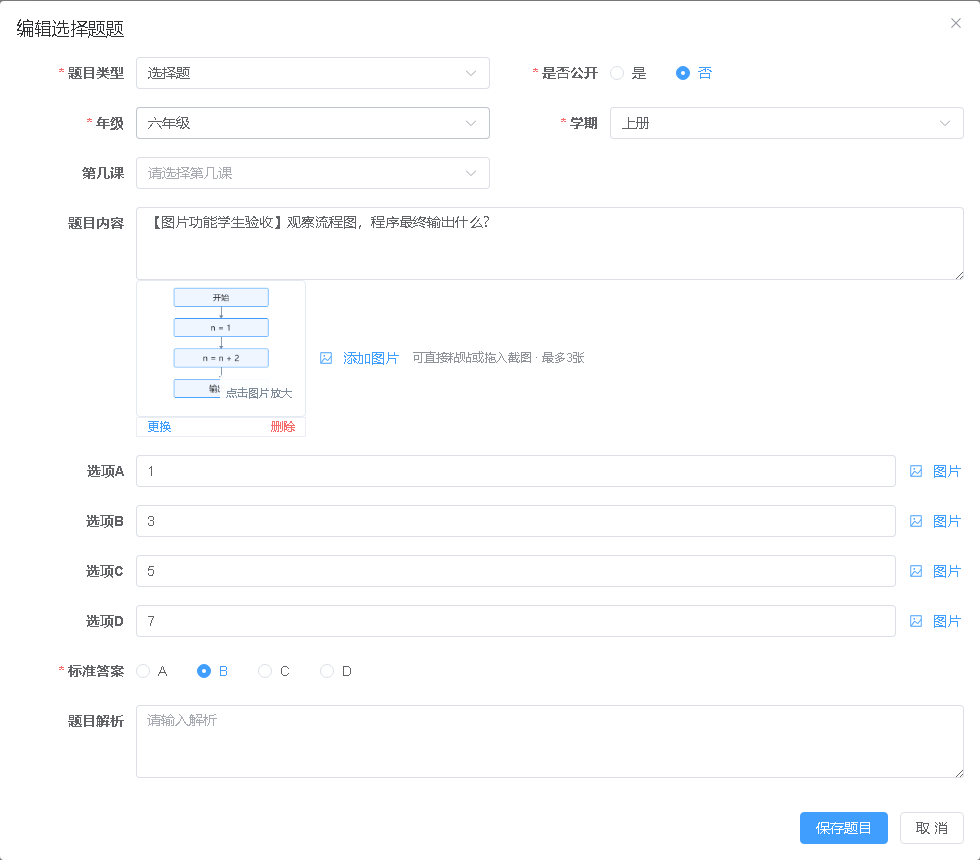 编辑选择题题
* 题目类型 选择题 * 是否公开 是 否
* 年级 六年级 * 学期 上册
第几课 请选择第几课
题目内容 【图片功能学生验收】观察流程图，程序最终输出什么？
开始
n = 1
n = n + 2
输出
点击图片放大
添加图片 可直接粘贴或拖入截图 · 最多3张
更换 删除
选项A 1 图片
选项B 3 图片
选项C 5 图片
选项D 7 图片
* 标准答案 A B C D
题目解析 请输入解析
保存题目 取 消